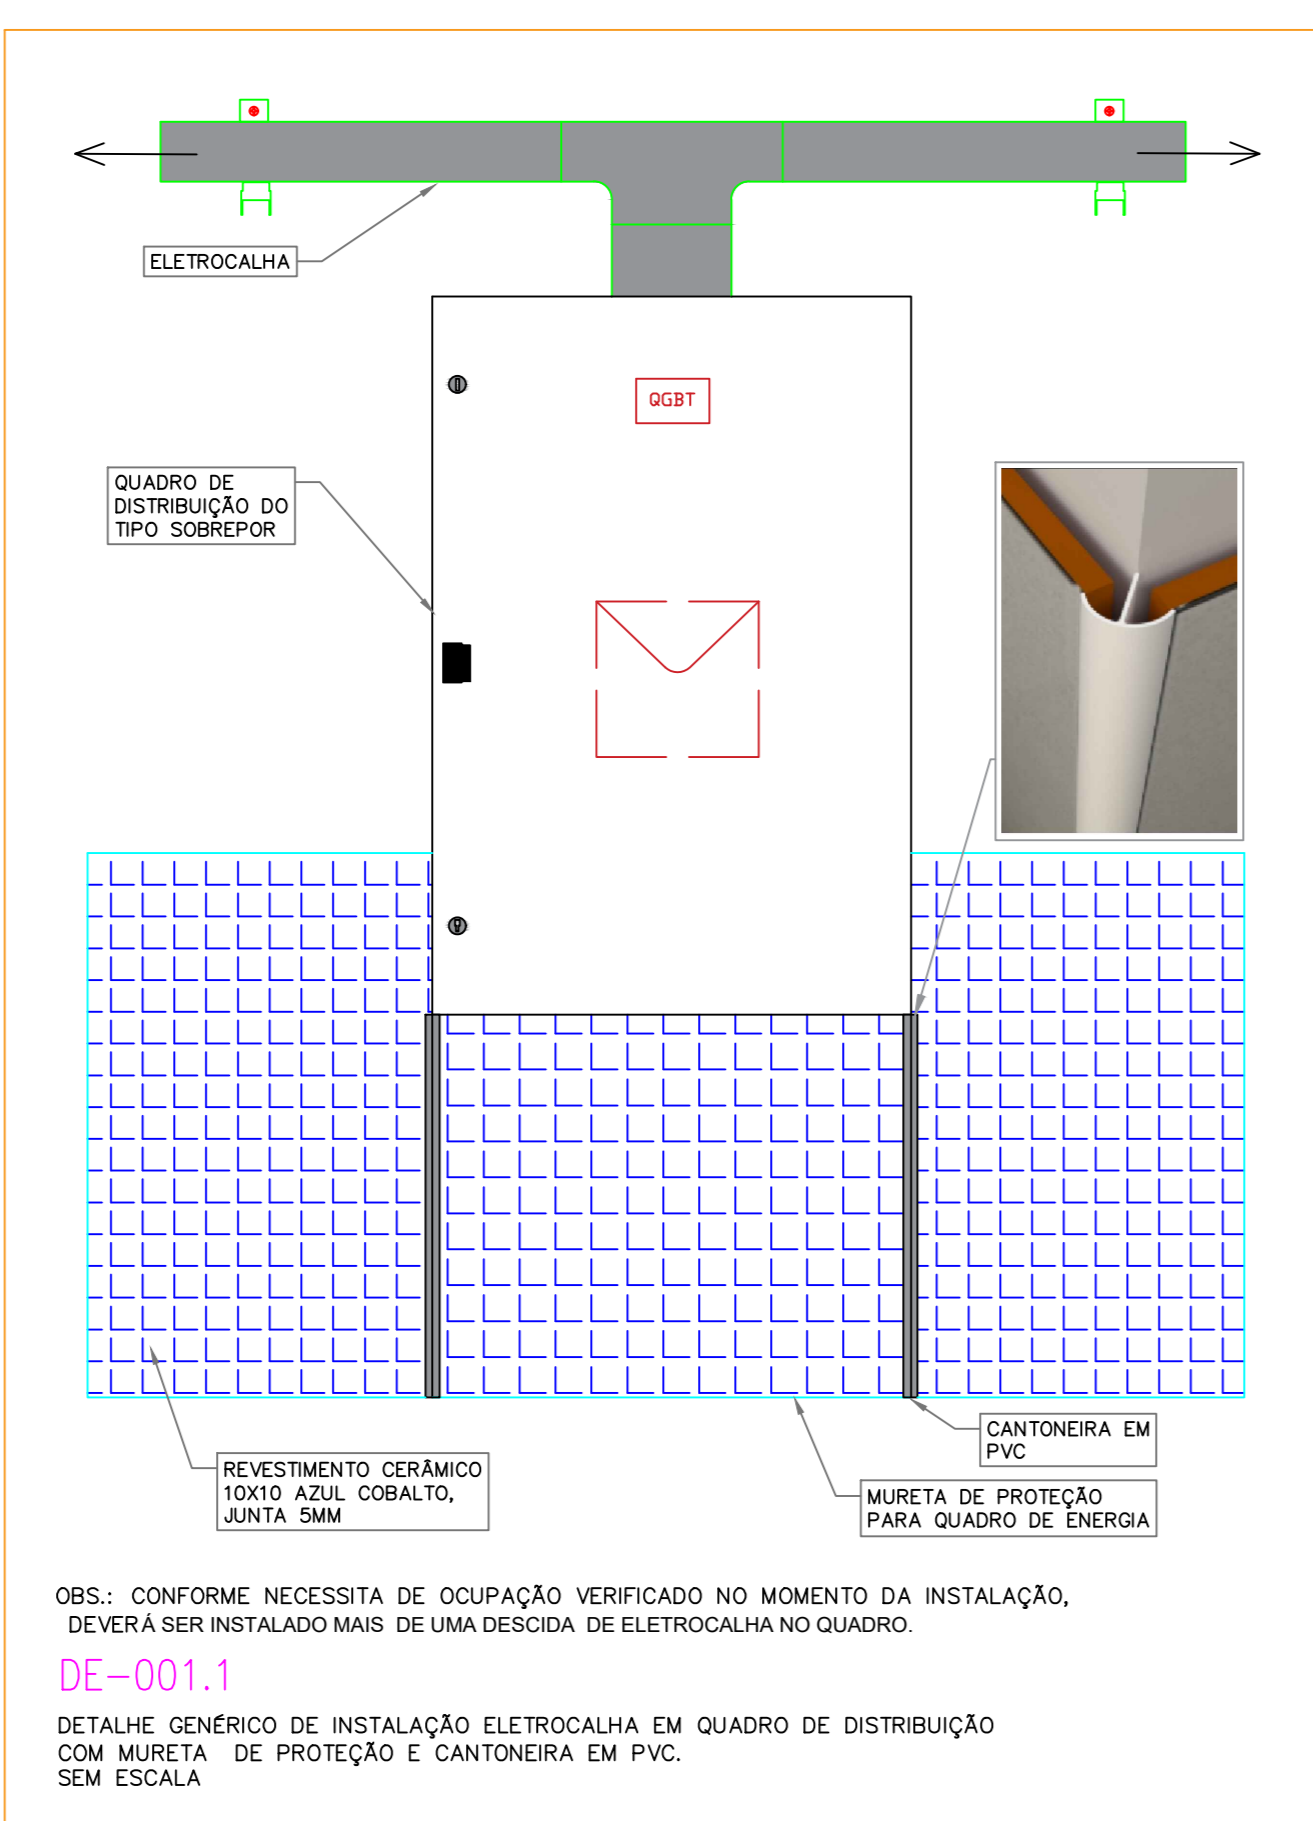 ELETROCALHA
QGBT
QUADRO DE
DISTRIBUIÇÃO DO
TIPO SOBREPOR
CANTONEIRA EM
PVC
REVESTIMENTO CERÂMICO
10X10 AZUL COBALTO,
JUNTA 5MM
MURETA DE PROTEÇÃO
PARA QUADRO DE ENERGIA
OBS.: CONFORME NECESSITA DE OCUPAÇÃO VERIFICADO NO MOMENTO DA INSTALAÇÃO,
DEVERÁ SER INSTALADO MAIS DE UMA DESCIDA DE ELETROCALHA NO QUADRO.
DE-001.1
DETALHE GENÉRICO DE INSTALAÇÃO ELETROCALHA EM QUADRO DE DISTRIBUIÇÃO
COM MURETA DE PROTEÇÃO E CANTONEIRA EM PVC.
SEM ESCALA